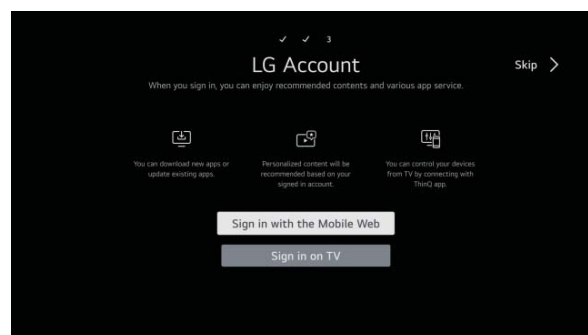 3
LG Account
Skip
When you sign in, you can enjoy recommended contents and various app service.
You can download new apps or
update existing apps.
Personalized content will be
recommended based on your
signed in account.
You can control your devices
from TV by connecting with
ThinQ app.
Sign in with the Mobile Web
Sign in on TV